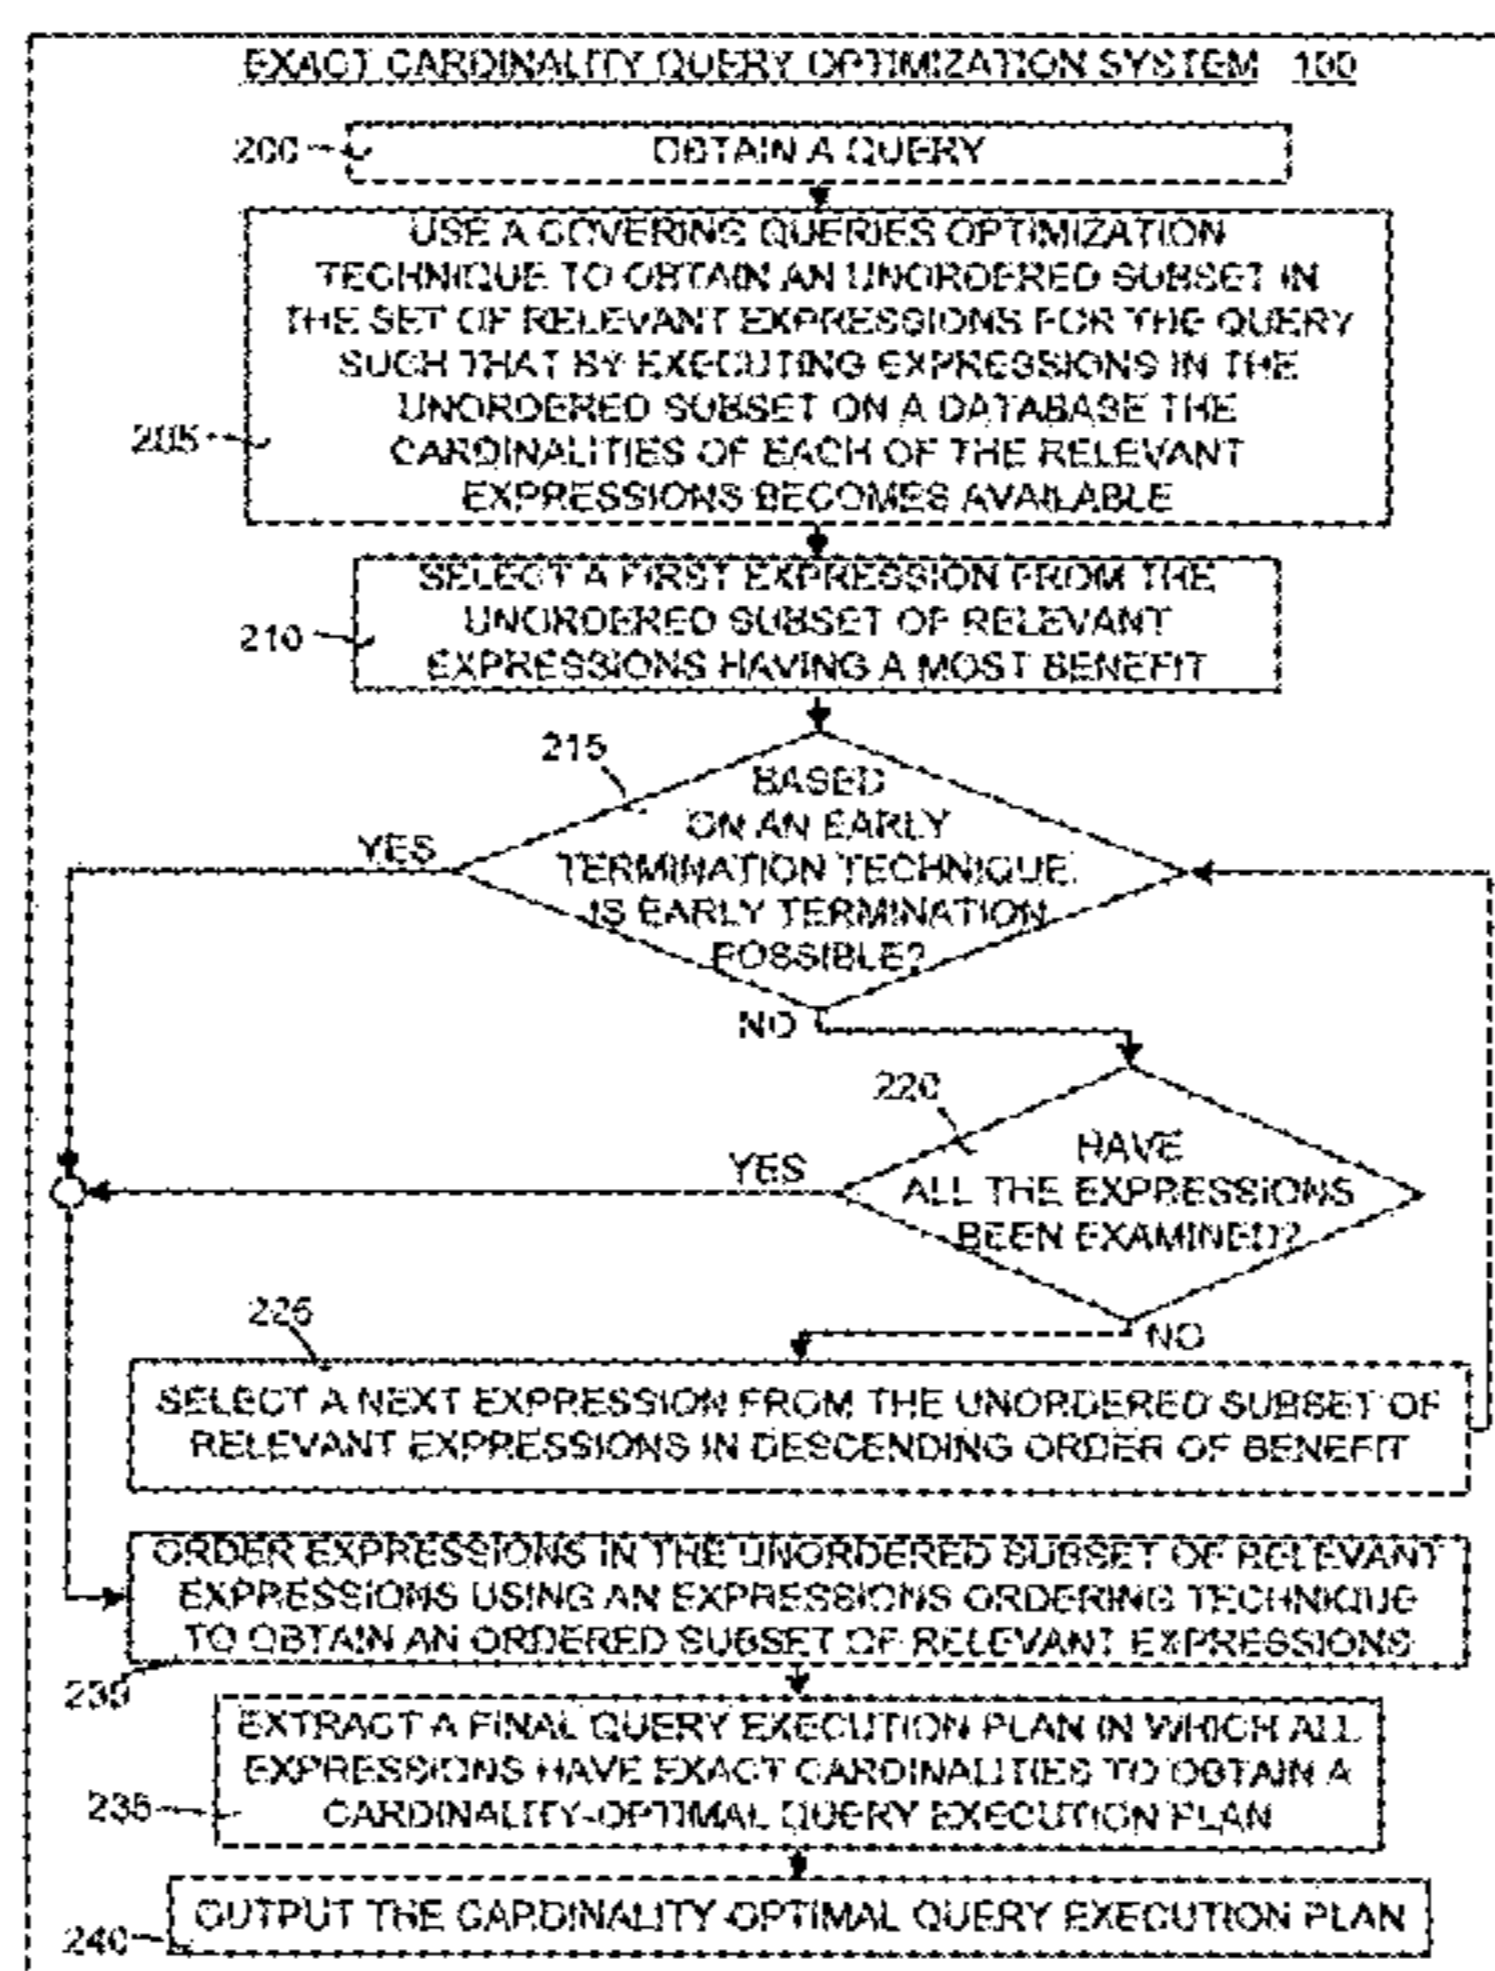 EXACT CARDINALITY QUERY OPTIMIZATION SYSTEM 100
200
OBTAIN A QUERY
USE A COVERING QUERIES OPTIMIZATION
TECHNIQUE TO OBTAIN AN UNORDERED SUBSET IN
THE SET OF RELEVANT EXPRESSIONS FOR THE QUERY
SUCH THAT BY EXECUTING EXPRESSIONS IN THE
UNORDERED SUBSET ON A DATABASE THE
205
CARDINALITIES OF EACH OF THE RELEVANT
EXPRESSIONS BECOMES AVAILABLE
SELECT A FIRST EXPRESSION FROM THE
210
UNORDERED SUBSET OF RELEVANT
EXPRESSIONS HAVING A MOST BENEFIT
215
BASED
ON AN EARLY
TERMINATION TECHNIQUE,
IS EARLY TERMINATION
POSSIBLE?
YES
NO
220
HAVE
ALL THE EXPRESSIONS
BEEN EXAMINED?
YES
NO
225
SELECT A NEXT EXPRESSION FROM THE UNORDERED SUBSET OF
RELEVANT EXPRESSIONS IN DESCENDING ORDER OF BENEFIT
ORDER EXPRESSIONS IN THE UNORDERED SUBSET OF RELEVANT
EXPRESSIONS USING AN EXPRESSIONS ORDERING TECHNIQUE
TO OBTAIN AN ORDERED SUBSET OF RELEVANT EXPRESSIONS
230
EXTRACT A FINAL QUERY EXECUTION PLAN IN WHICH ALL
EXPRESSIONS HAVE EXACT CARDINALITIES TO OBTAIN A
235
CARDINALITY-OPTIMAL QUERY EXECUTION PLAN
OUTPUT THE CARDINALITY-OPTIMAL QUERY EXECUTION PLAN
240